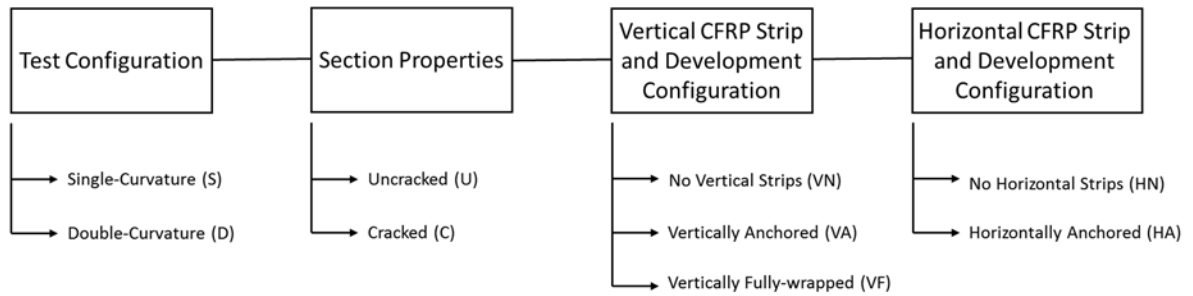 Test Configuration
Section Properties
Vertical CFRP Strip
and Development
Configuration
Horizontal CFRP Strip
and Development
Configuration
Single-Curvature (S)
Double-Curvature (D)
Uncracked (U)
Cracked (C)
No Vertical Strips (VN)
Vertically Anchored (VA)
Vertically Fully-wrapped (VF)
No Horizontal Strips (HN)
Horizontally Anchored (HA)